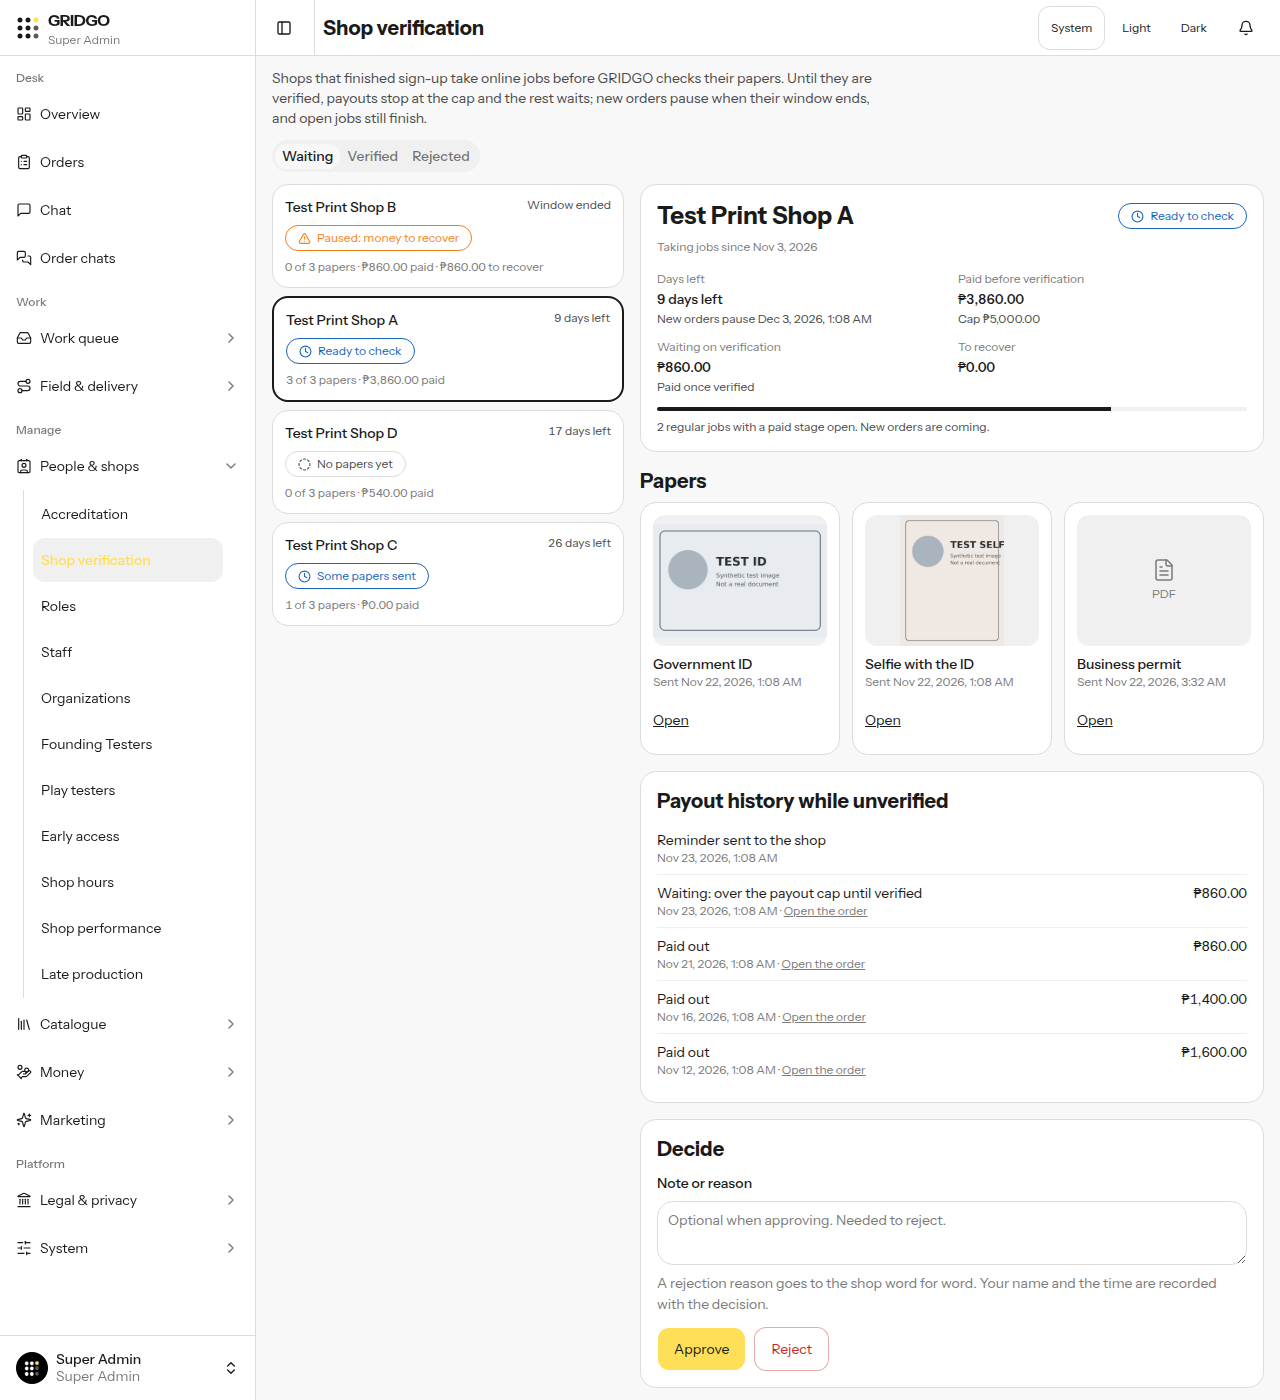 GRIDGO
Super Admin
Desk
Overview
Orders
Chat
Order chats
Work
Work queue
Field & delivery
Manage
People & shops
Accreditation
Shop verification
Roles
Staff
Organizations
Founding Testers
Play testers
Early access
Shop hours
Shop performance
Late production
Catalogue
Money
Marketing
Platform
Legal & privacy
System
Super Admin
Super Admin
Shop verification
System
Light
Dark
Shops that finished sign-up take online jobs before GRIDGO checks their papers. Until they are
verified, payouts stop at the cap and the rest waits; new orders pause when their window ends,
and open jobs still finish.
Waiting
Verified
Rejected
Test Print Shop B
Window ended
Paused: money to recover
0 of 3 papers · ₱860.00 paid · ₱860.00 to recover
Test Print Shop A
9 days left
Ready to check
3 of 3 papers · ₱3,860.00 paid
Test Print Shop D
17 days left
No papers yet
0 of 3 papers · ₱540.00 paid
Test Print Shop C
26 days left
Some papers sent
1 of 3 papers · ₱0.00 paid
Test Print Shop A
Ready to check
Taking jobs since Nov 3, 2026
Days left
9 days left
New orders pause Dec 3, 2026, 1:08 AM
Paid before verification
₱3,860.00
Cap ₱5,000.00
Waiting on verification
₱860.00
Paid once verified
To recover
₱0.00
2 regular jobs with a paid stage open. New orders are coming.
Papers
TEST ID
Synthetic test image
Not a real document
Government ID
Sent Nov 22, 2026, 1:08 AM
Open
TEST SELF
Synthetic test image
Not a real document
Selfie with the ID
Sent Nov 22, 2026, 1:08 AM
Open
PDF
Business permit
Sent Nov 22, 2026, 3:32 AM
Open
Payout history while unverified
Reminder sent to the shop
Nov 23, 2026, 1:08 AM
Waiting: over the payout cap until verified
₱860.00
Nov 23, 2026, 1:08 AM · Open the order
Paid out
₱860.00
Nov 21, 2026, 1:08 AM · Open the order
Paid out
₱1,400.00
Nov 16, 2026, 1:08 AM · Open the order
Paid out
₱1,600.00
Nov 12, 2026, 1:08 AM · Open the order
Decide
Note or reason
Optional when approving. Needed to reject.
A rejection reason goes to the shop word for word. Your name and the time are recorded
with the decision.
Approve
Reject